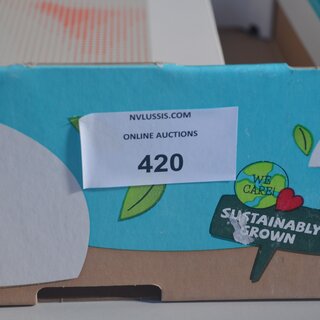 NVLUSSIS.COM
ONLINE AUCTIONS
420
WE
CARE!
SUSTAINABLY
GROWN